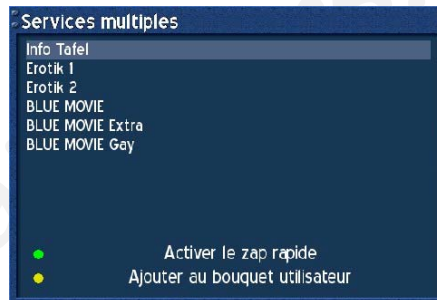 Services multiples
Info Tafel
Erotik 1
Erotik 2
BLUE MOVIE
BLUE MOVIE Extra
BLUE MOVIE Gay
Activer le zap rapide
Ajouter au bouquet utilisateur